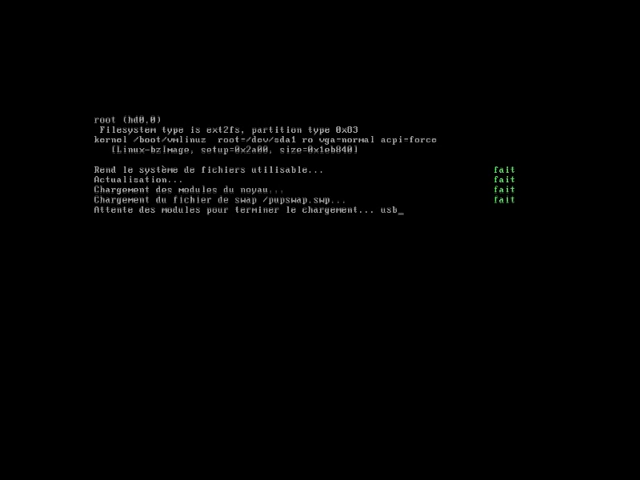 root (hd0,0)
Filesystem type is ext2fs, partition type 0x83
kernel /boot/vmlinuz root=/dev/sda1 ro vga=normal acpi=force
[Linux-bzImage, setup=0x2a00, size=0x1eb840]
Rend le système de fichiers utilisable... fait
Actualisation... fait
Chargement des modules du noyau... fait
Chargement du fichier de swap /pupswap.swp... fait
Attente des modules pour terminer le chargement... usb_